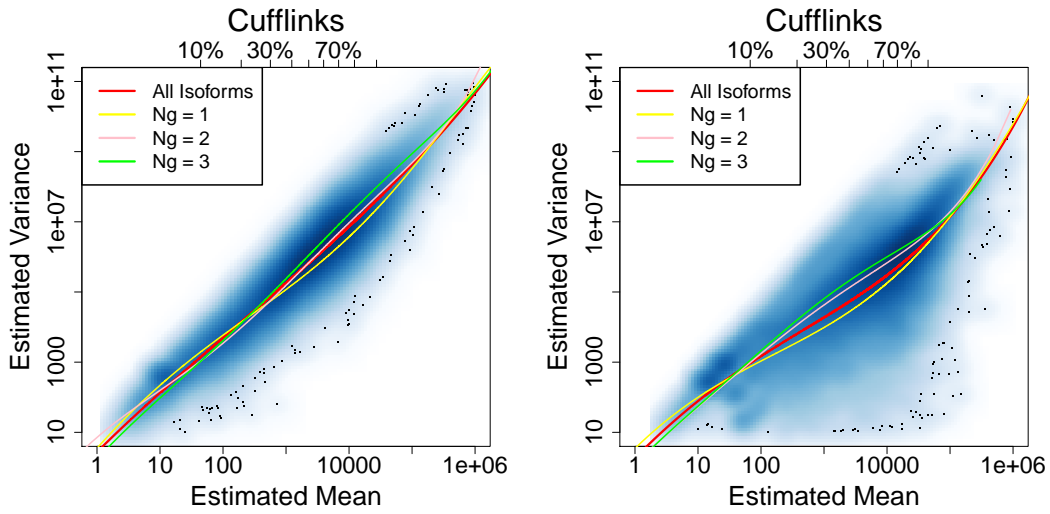 Cufflinks
10% 30% 70%
All Isoforms
Ng = 1
Ng = 2
Ng = 3
Estimated Variance
10 1000 1e+07 1e+11
1 10 100 10000 1e+06
Estimated Mean
Cufflinks
10% 30% 70%
All Isoforms
Ng = 1
Ng = 2
Ng = 3
Estimated Variance
10 1000 1e+07 1e+11
1 10 100 10000 1e+06
Estimated Mean